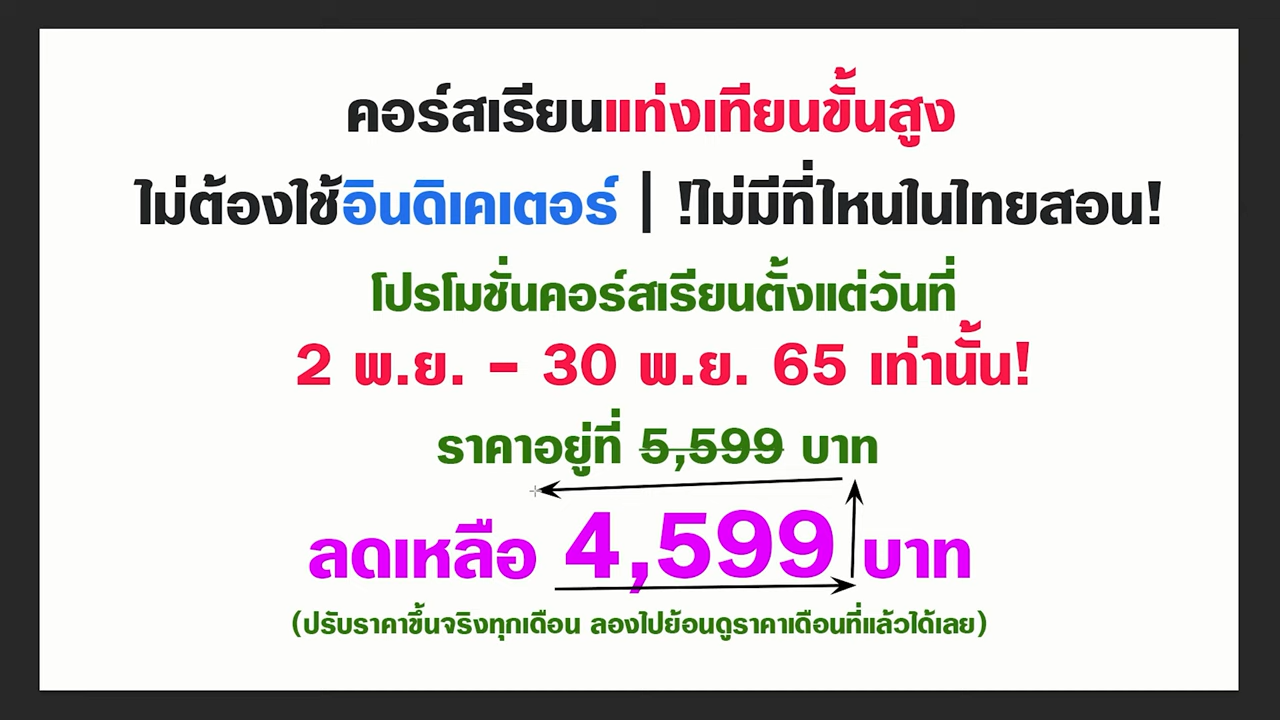 คอร์สเรียนแท่งเทียนขั้นสูง
ไม่ต้องใช้อินดิเคเตอร์ | !ไม่มีที่ไหนในไทยสอน!
โปรโมชั่นคอร์สเรียนตั้งแต่วันที่
2 พ.ย. - 30 พ.ย. 65 เท่านั้น!
ราคาอยู่ที่ 5,599 บาท
ลดเหลือ 4,599 บาท
(ปรับราคาขึ้นจริงทุกเดือน ลองไปย้อนดูราคาเดือนที่แล้วได้เลย)